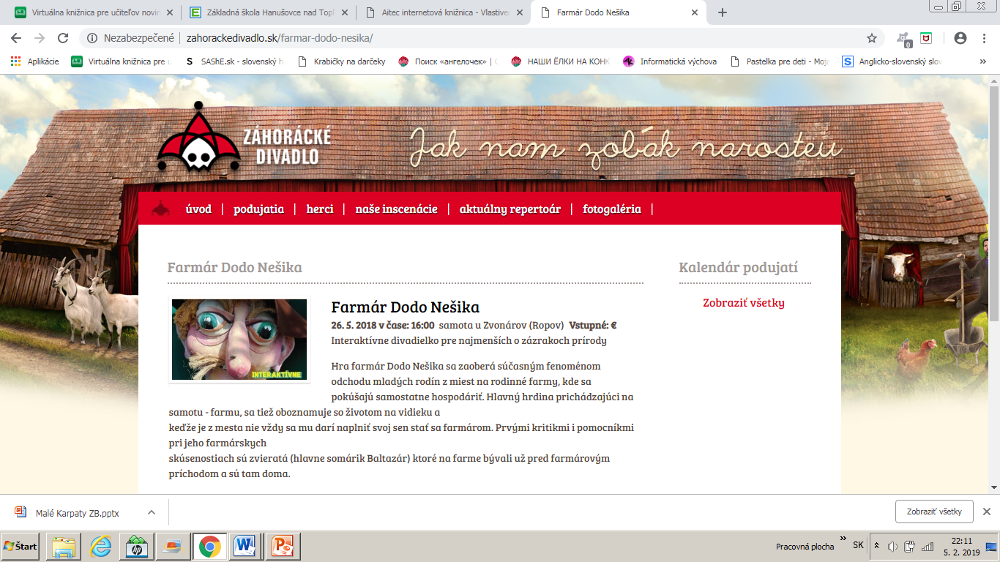 Virtuálna knižnica pre učiteľov novin
Základná škola Hanušovce nad Topľ
Aitec internetová knižnica - Vlastive
Farmár Dodo Nešika
Nezabezpečené
zahorackedivadlo.sk/farmar-dodo-nesika/
0
Aplikácie
Virtuálna knižnica pre u
SAShE.sk - slovenský h
Krabičky na darčeky
Поиск «ангелочек» |
НАШИ ЁЛКИ НА КОНК
Informatická výchova
Pastelka pre deti - Moj
Anglicko-slovenský slov
ZÁHORÁCKÉ
DIVADLO
Jak nam zobák narosteu
úvod | podujatia | herci | naše inscenácie | aktuálny repertoár | fotogaléria |
Farmár Dodo Nešika
Kalendár podujatí
Zobraziť všetky
INTERAKTÍVNE
Farmár Dodo Nešika
26. 5. 2018 v čase: 16:00 samota u Zvonárov (Ropov) Vstupné: €
Interaktívne divadielko pre najmenších o zázrakoch prírody
Hra farmár Dodo Nešika sa zaoberá súčasným fenoménom
odchodu mladých rodín z miest na rodinné farmy, kde sa
pokúšajú samostatne hospodáriť. Hlavný hrdina prichádzajúci na
samotu - farmu, sa tiež oboznamuje so životom na vidieku a
keďže je z mesta nie vždy sa mu darí naplniť svoj sen stať sa farmárom. Prvými kritikmi i pomocníkmi
pri jeho farmárskych
skúsenostiach sú zvieratá (hlavne somárik Baltazár) ktoré na farme bývali už pred farmárovým
príchodom a sú tam doma.
Malé Karpaty ZB.pptx
Zobraziť všetky
Štart
Pracovná plocha
SK
22:11
5. 2. 2019